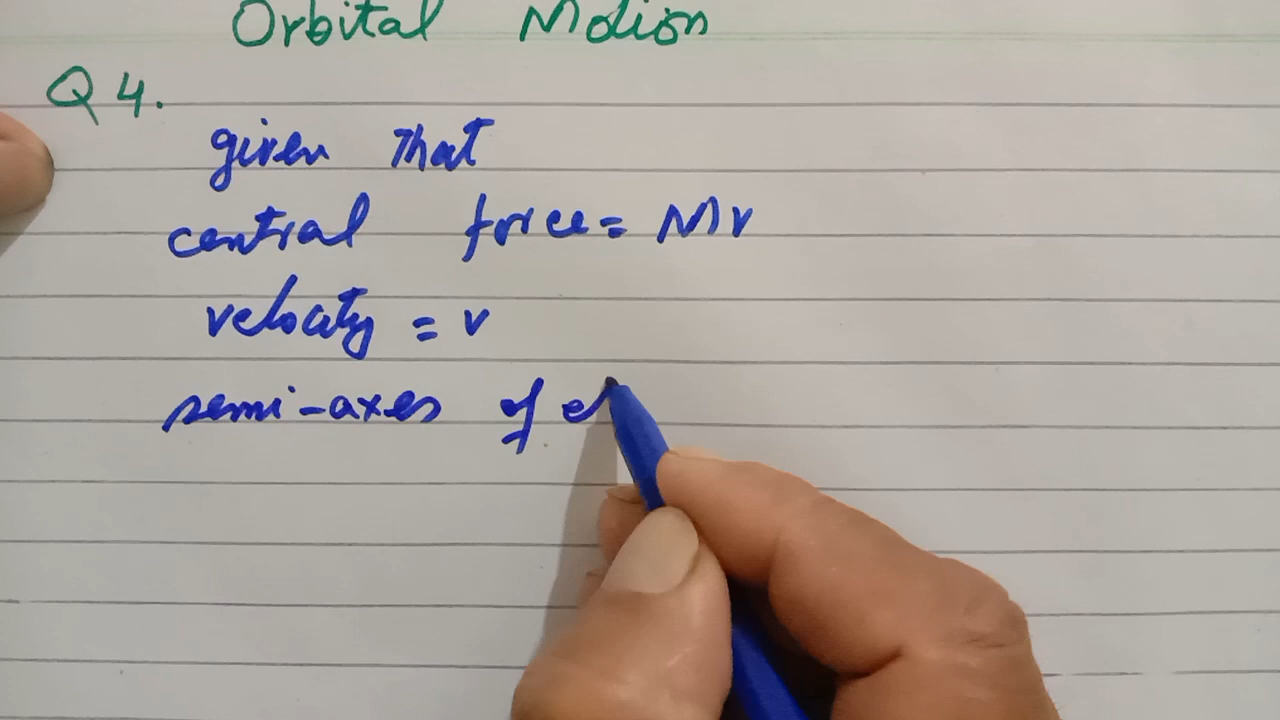 Orbital Motion
Q 4.
given that
central force = Mr
velocity = v
semi-axes of